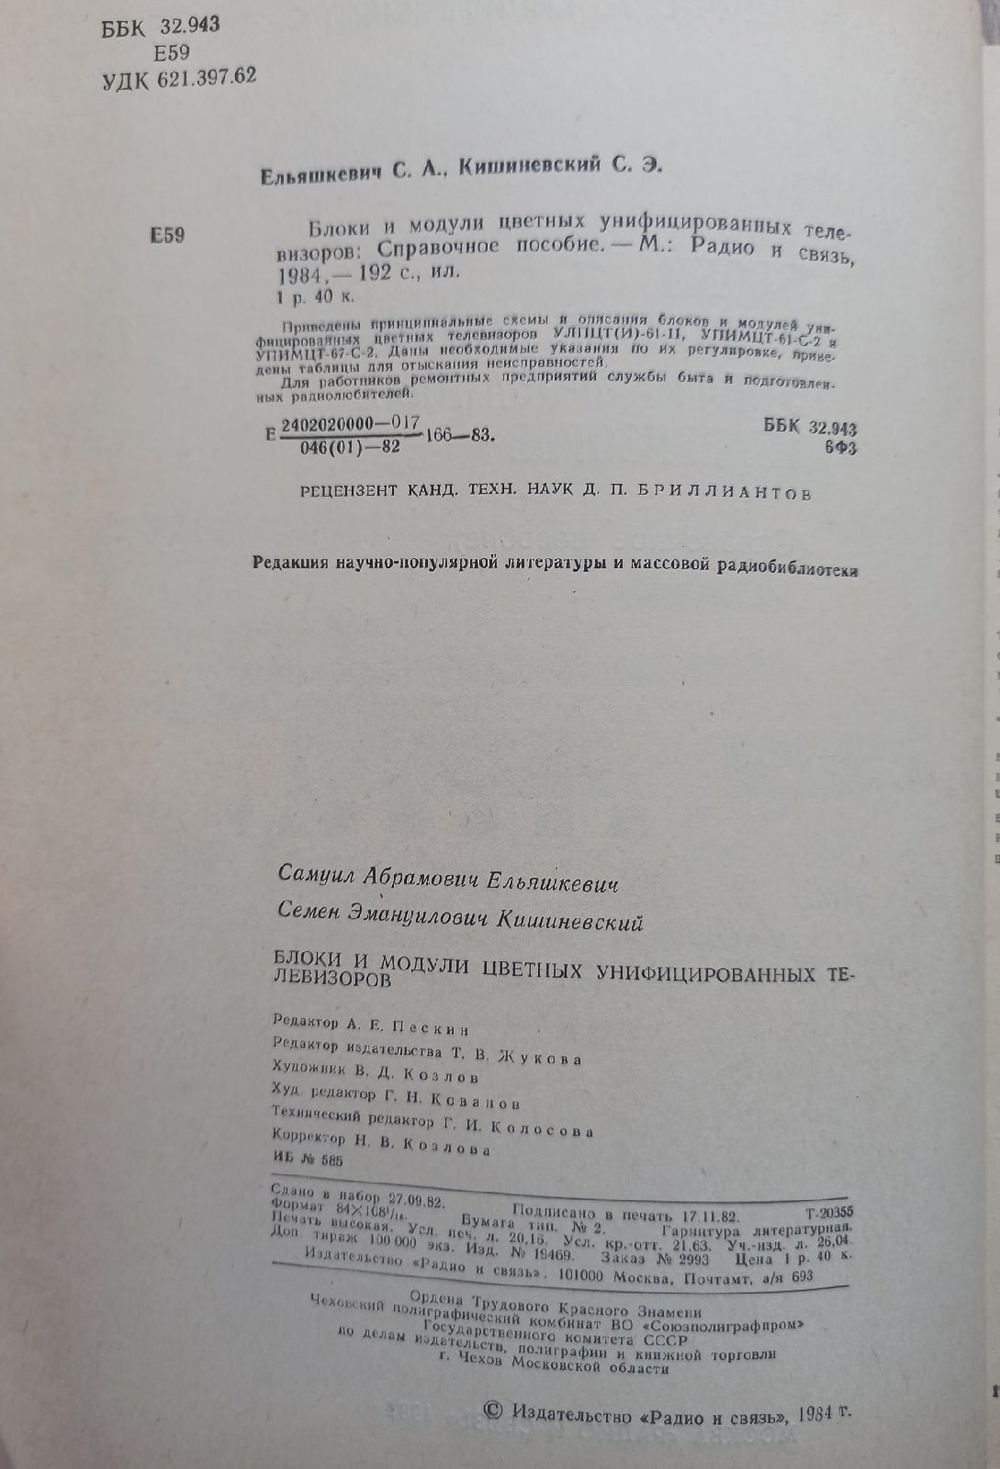 ББК 32.943
Е59
УДК 621.397.62
Ельяшкевич С. А., Кишиневский С. Э.
Е59
Блоки и модули цветных унифицированных теле-
визоров: Справочное пособие. — М.: Радио и связь,
1984, — 192 с., ил.
1 р. 40 к.
Приведены принципиальные схемы и описания блоков и модулей уни-
фицированных цветных телевизоров УЛПЦТ(И)-61-II, УПИМЦТ-61-С-2 и
УПИМЦТ-67-С-2. Даны необходимые указания по их регулировке, приве-
дены таблицы для отыскания неисправностей.
Для работников ремонтных предприятий службы быта и подготовлен-
ных радиолюбителей.
2402020000—017
Е 166—83.
046(01)—82
ББК 32.943
6Ф3
РЕЦЕНЗЕНТ КАНД. ТЕХН. НАУК Д. П. БРИЛЛИАНТОВ
Редакция научно-популярной литературы и массовой радиобиблиотеки
Самуил Абрамович Ельяшкевич
Семен Эмануилович Кишиневский
БЛОКИ И МОДУЛИ ЦВЕТНЫХ УНИФИЦИРОВАННЫХ ТЕ-
ЛЕВИЗОРОВ
Редактор А. Е. Пескин
Редактор издательства Т. В. Жукова
Художник В. Д. Козлов
Худ. редактор Г. Н. Кованов
Технический редактор Г. И. Колосова
Корректор Н. В. Козлова
ИБ № 585
Сдано в набор 27.09.82. Подписано в печать 17.11.82. Т-20355
Формат 84×108¹/₁₆. Бумага тип. № 2. Гарнитура литературная.
Печать высокая. Усл. печ. л. 20,16. Усл. кр.-отт. 21,63. Уч.-изд. л. 26,04.
Доп. тираж 100 000 экз. Изд. № 19469. Заказ № 2993 Цена 1 р. 40 к.
Издательство «Радио и связь». 101000 Москва, Почтамт, а/я 693
Ордена Трудового Красного Знамени
Чеховский полиграфический комбинат ВО «Союзполиграфпром»
Государственного комитета СССР
по делам издательств, полиграфии и книжной торговли
г. Чехов Московской области
© Издательство «Радио и связь», 1984 г.